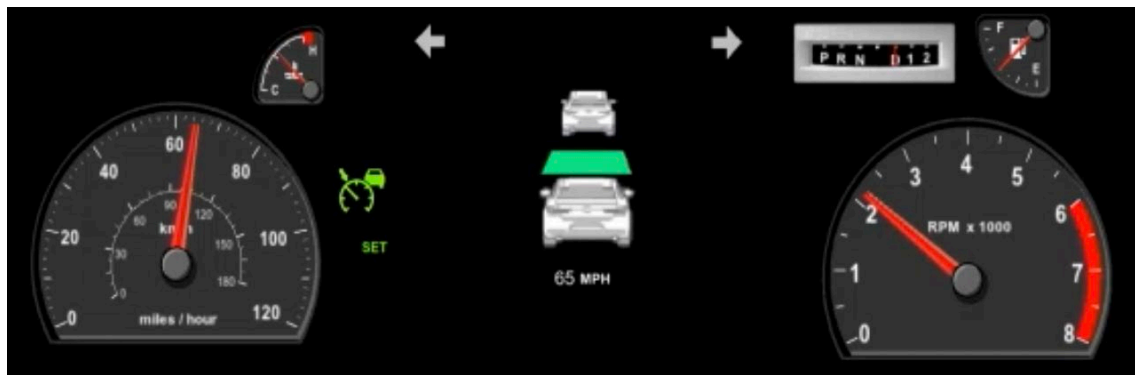 H
C
P R N D 1 2
F
E
0 20 40 60 80 100 120
0 30 60 90 120 150 180
miles / hour
SET
65 MPH
0 1 2 3 4 5 6 7 8
RPM x 1000